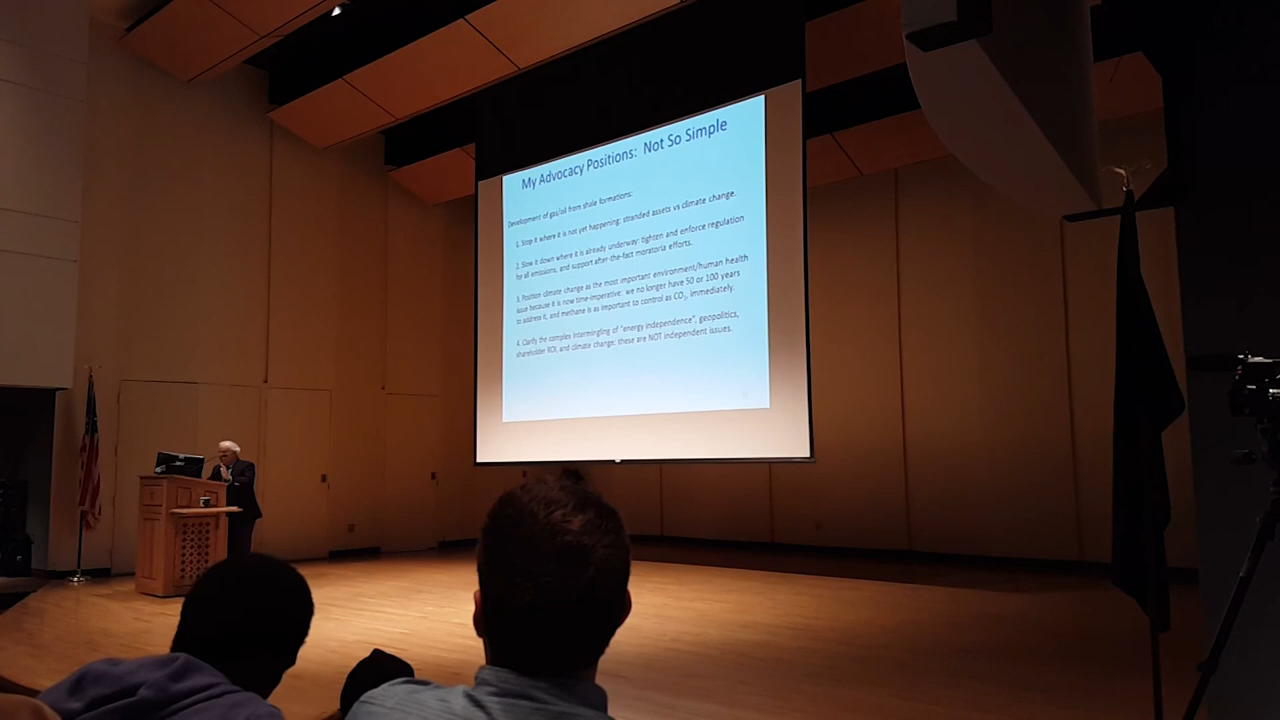 My Advocacy Positions: Not So Simple
Development of gas/oil from shale formations:
1. Stop it where it is not yet happening: stranded assets vs climate change.
2. Slow it down where it is already underway: tighten and enforce regulation
for all emissions, and support after-the-fact moratoria efforts.
3. Position climate change as the most important environment/human health
issue because it is now time-imperative: we no longer have 50 or 100 years
to address it, and methane is as important to control as CO₂, immediately.
4. Clarify the complex intermingling of "energy independence", geopolitics,
shareholder ROI, and climate change: these are NOT independent issues.